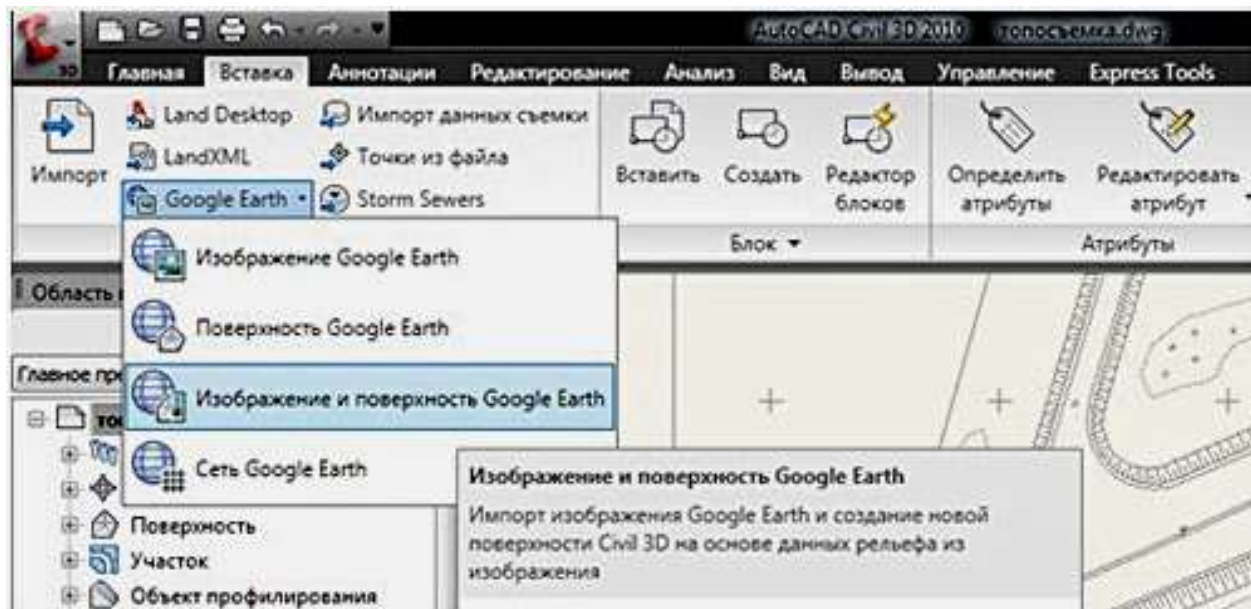 AutoCAD Civil 3D 2010 топосъемка.dwg
3D
Главная Вставка Аннотации Редактирование Анализ Вид Вывод Управление Express Tools
Импорт
Land Desktop
LandXML
Google Earth
Импорт данных съемки
Точки из файла
Storm Sewers
Вставить
Создать
Редактор
блоков
Определить
атрибуты
Редактировать
атрибут
Блок
Атрибуты
Изображение Google Earth
Поверхность Google Earth
Изображение и поверхность Google Earth
Сеть Google Earth
Область
Главное
Поверхность
Участок
Объект профилирования
Изображение и поверхность Google Earth
Импорт изображения Google Earth и создание новой
поверхности Civil 3D на основе данных рельефа из
изображения